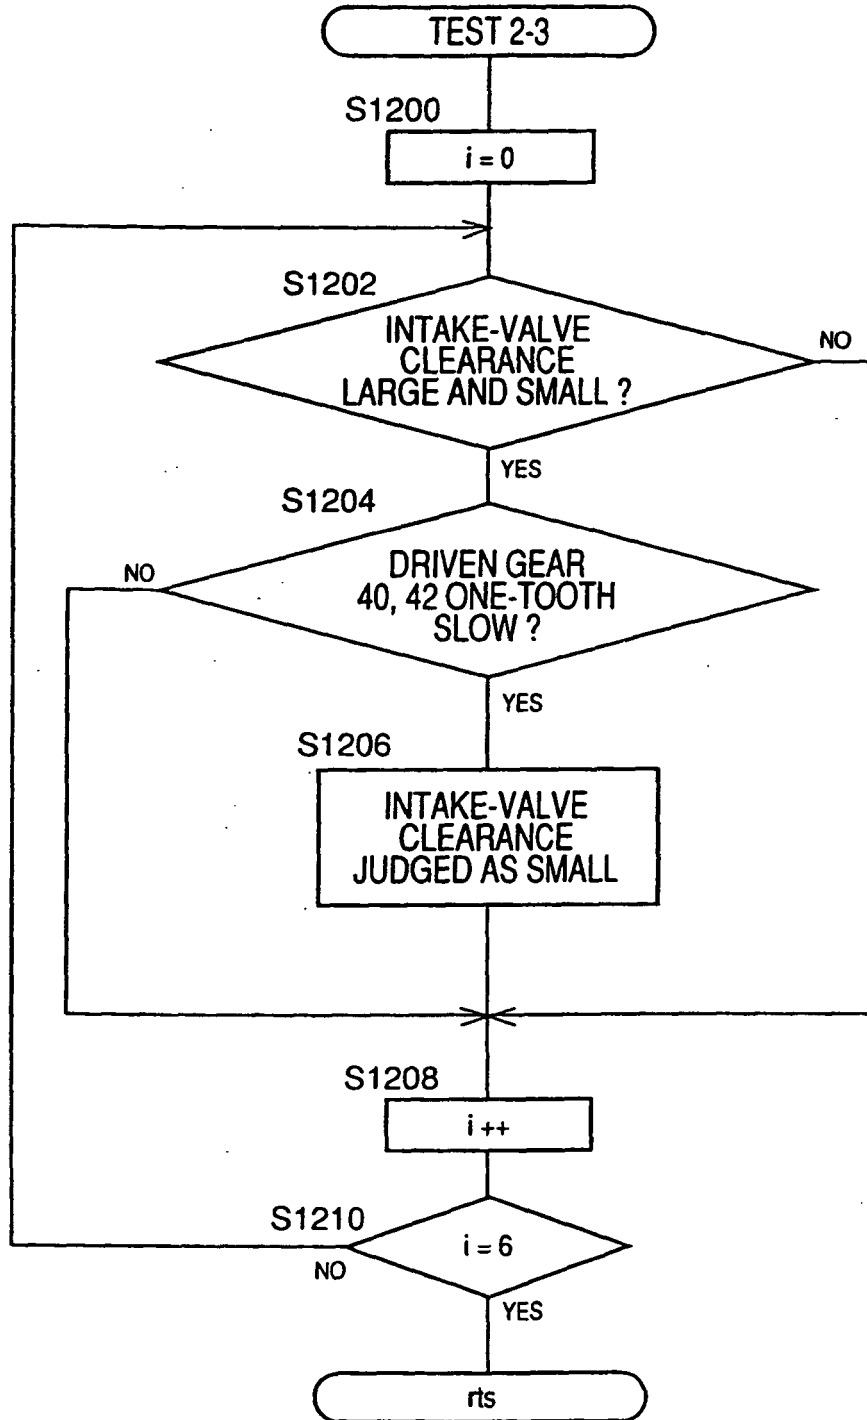 TEST 2-3
S1200
i = 0
S1202
INTAKE-VALVE
CLEARANCE
LARGE AND SMALL ?
NO
YES
S1204
DRIVEN GEAR
40, 42 ONE-TOOTH
SLOW ?
NO
YES
S1206
INTAKE-VALVE
CLEARANCE
JUDGED AS SMALL
S1208
i ++
S1210
i = 6
NO
YES
rts